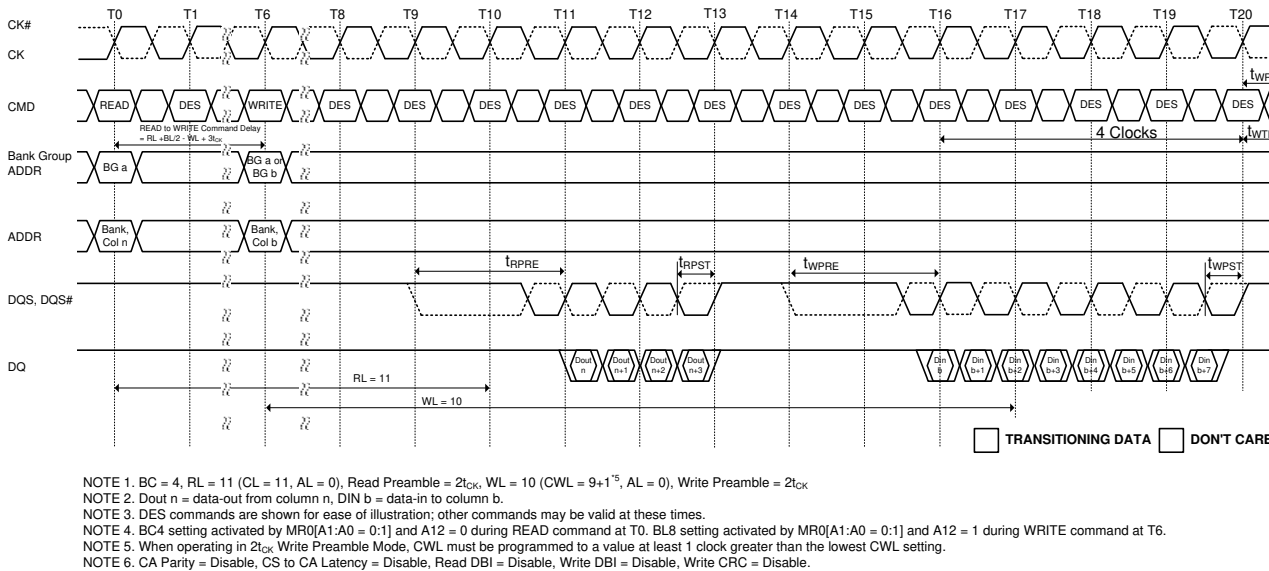 T0 T1 T6 T8 T9 T10 T11 T12 T13 T14 T15 T16 T17 T18 T19 T20
CK#
CK
tWR
CMD READ DES WRITE DES DES DES DES DES DES DES DES DES DES DES DES DES
READ to WRITE Command Delay
= RL +BL/2 - WL + 3tCK
4 Clocks
Bank Group
ADDR
BG a
BG a or
BG b
ADDR
Bank,
Col n
Bank,
Col b
tRPRE tRPST tWPRE tWPST
DQS, DQS#
DQ
Dout
n
Dout
n+1
Dout
n+2
Dout
n+3
Din
b
Din
b+1
Din
b+2
Din
b+3
Din
b+4
Din
b+5
Din
b+6
Din
b+7
RL = 11
WL = 10
TRANSITIONING DATA DON'T CARE
NOTE 1. BC = 4, RL = 11 (CL = 11, AL = 0), Read Preamble = 2tCK, WL = 10 (CWL = 9+1*5, AL = 0), Write Preamble = 2tCK
NOTE 2. Dout n = data-out from column n, DIN b = data-in to column b.
NOTE 3. DES commands are shown for ease of illustration; other commands may be valid at these times.
NOTE 4. BC4 setting activated by MR0[A1:A0 = 0:1] and A12 = 0 during READ command at T0. BL8 setting activated by MR0[A1:A0 = 0:1] and A12 = 1 during WRITE command at T6.
NOTE 5. When operating in 2tCK Write Preamble Mode, CWL must be programmed to a value at least 1 clock greater than the lowest CWL setting.
NOTE 6. CA Parity = Disable, CS to CA Latency = Disable, Read DBI = Disable, Write DBI = Disable, Write CRC = Disable.